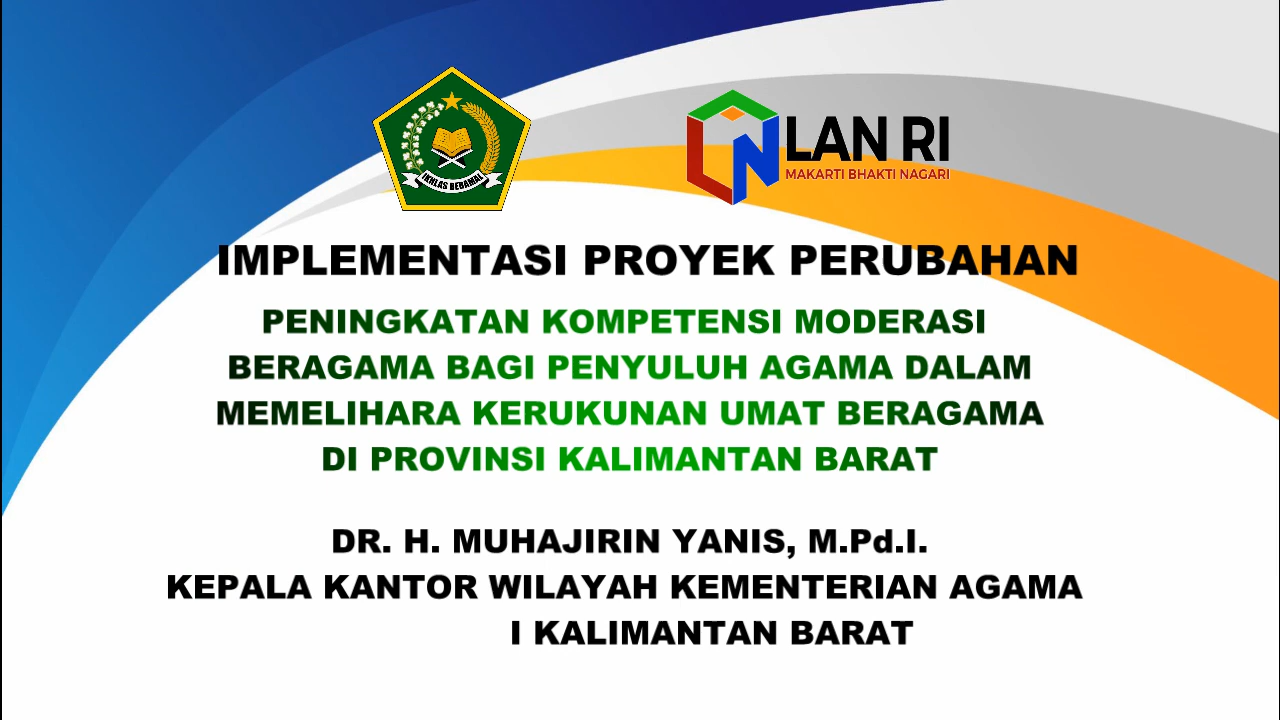 IKHLAS BERAMAL
LAN RI
MAKARTI BHAKTI NAGARI
IMPLEMENTASI PROYEK PERUBAHAN
PENINGKATAN KOMPETENSI MODERASI
BERAGAMA BAGI PENYULUH AGAMA DALAM
MEMELIHARA KERUKUNAN UMAT BERAGAMA
DI PROVINSI KALIMANTAN BARAT
DR. H. MUHAJIRIN YANIS, M.Pd.I.
KEPALA KANTOR WILAYAH KEMENTERIAN AGAMA
I KALIMANTAN BARAT